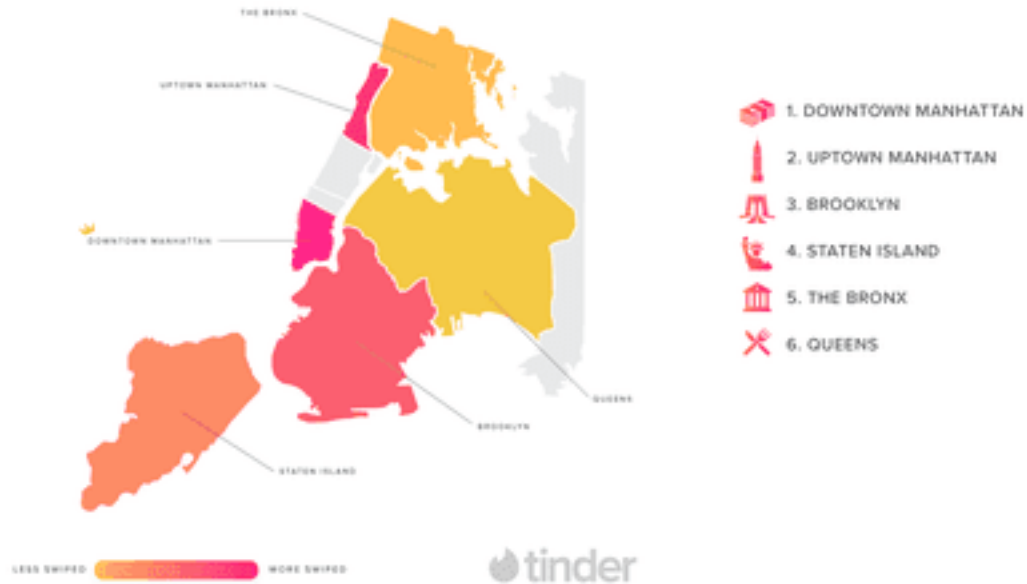 THE BRONX
UPTOWN MANHATTAN
DOWNTOWN MANHATTAN
QUEENS
BROOKLYN
STATEN ISLAND
1. DOWNTOWN MANHATTAN
2. UPTOWN MANHATTAN
3. BROOKLYN
4. STATEN ISLAND
5. THE BRONX
6. QUEENS
LESS SWIPED
MORE SWIPED
tinder